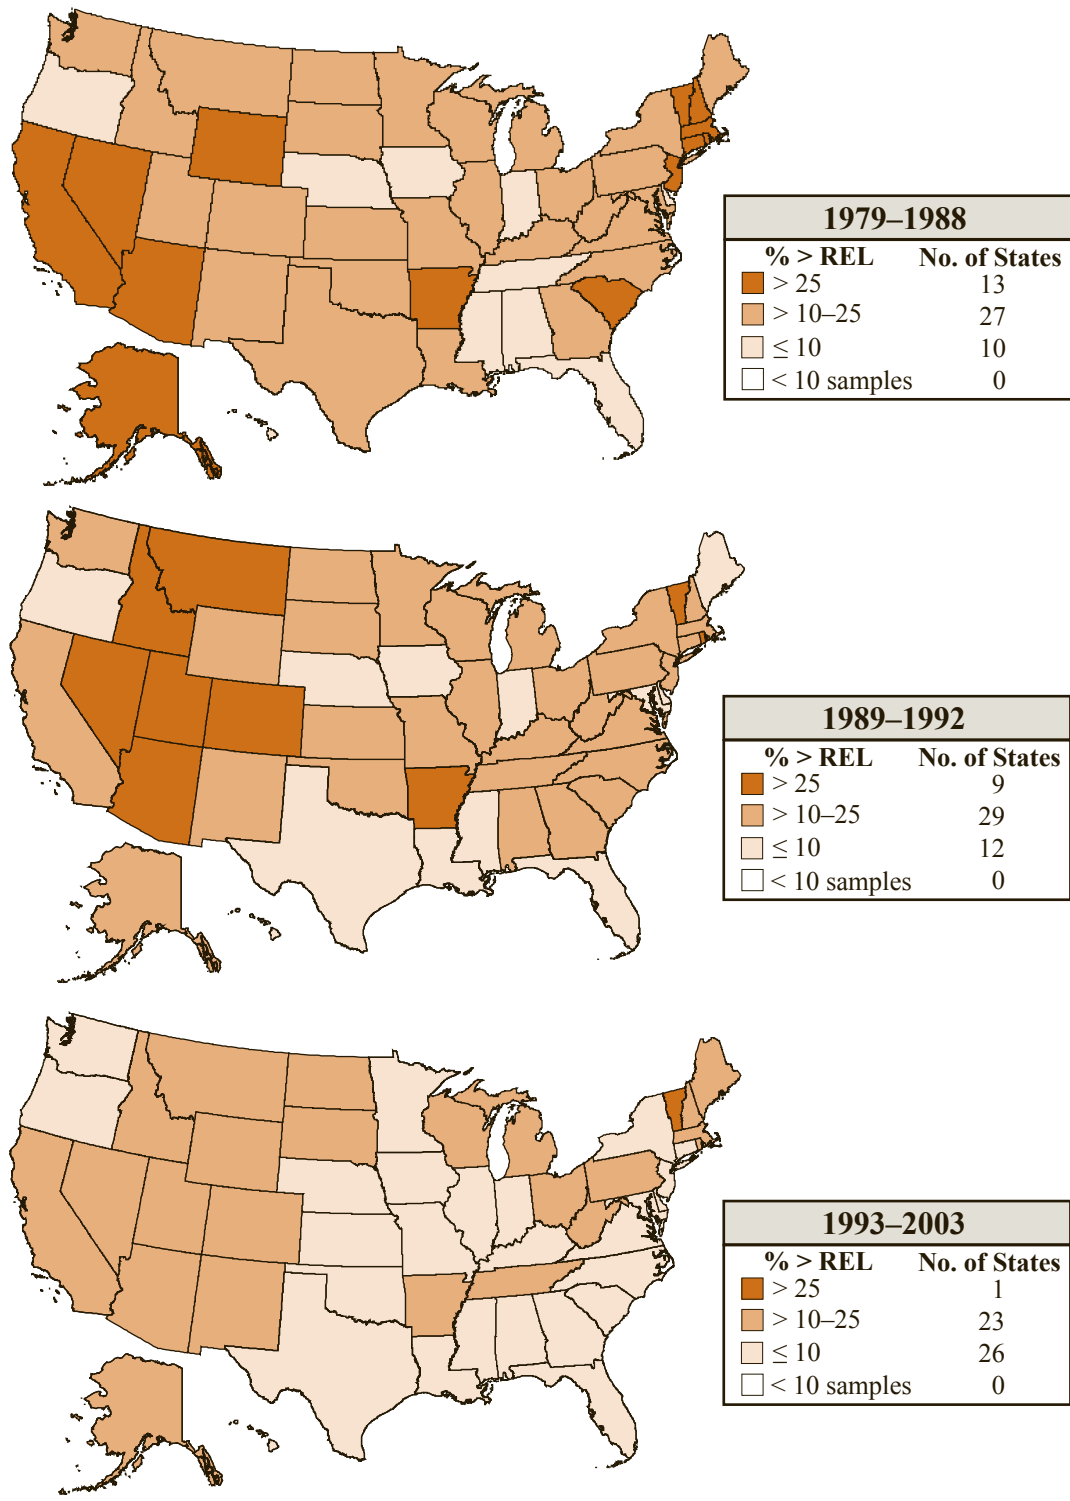 1979–1988
% > REL No. of States
> 25 13
> 10–25 27
≤ 10 10
< 10 samples 0
1989–1992
% > REL No. of States
> 25 9
> 10–25 29
≤ 10 12
< 10 samples 0
1993–2003
% > REL No. of States
> 25 1
> 10–25 23
≤ 10 26
< 10 samples 0